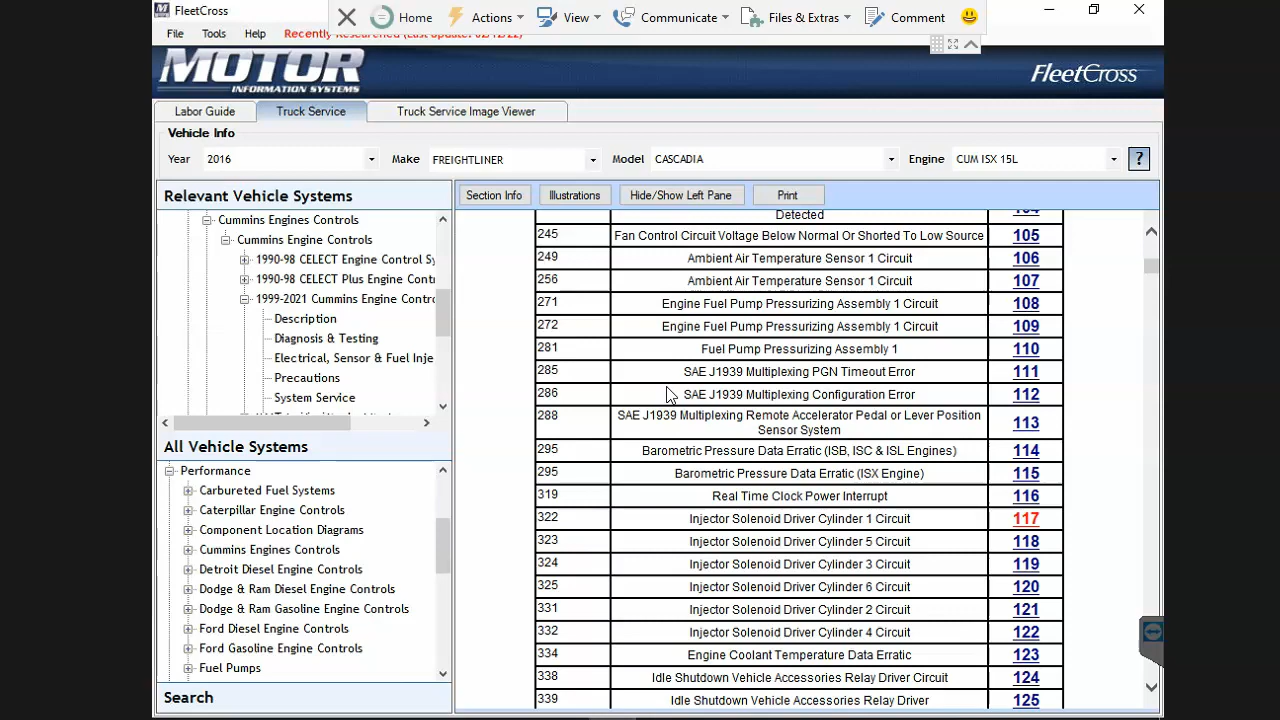 FleetCross
Home Actions View Communicate Files & Extras Comment
File Tools Help
MOTOR
INFORMATION SYSTEMS
FleetCross
Labor Guide Truck Service Truck Service Image Viewer
Vehicle Info
Year 2016 Make FREIGHTLINER Model CASCADIA Engine CUM ISX 15L ?
Relevant Vehicle Systems
Cummins Engines Controls
Cummins Engine Controls
1990-98 CELECT Engine Control Sy
1990-98 CELECT Plus Engine Contr
1999-2021 Cummins Engine Contro
Description
Diagnosis & Testing
Electrical, Sensor & Fuel Inje
Precautions
System Service
All Vehicle Systems
Performance
Carbureted Fuel Systems
Caterpillar Engine Controls
Component Location Diagrams
Cummins Engines Controls
Detroit Diesel Engine Controls
Dodge & Ram Diesel Engine Controls
Dodge & Ram Gasoline Engine Controls
Ford Diesel Engine Controls
Ford Gasoline Engine Controls
Fuel Pumps
Search
Section Info Illustrations Hide/Show Left Pane Print
Detected
245 Fan Control Circuit Voltage Below Normal Or Shorted To Low Source 105
249 Ambient Air Temperature Sensor 1 Circuit 106
256 Ambient Air Temperature Sensor 1 Circuit 107
271 Engine Fuel Pump Pressurizing Assembly 1 Circuit 108
272 Engine Fuel Pump Pressurizing Assembly 1 Circuit 109
281 Fuel Pump Pressurizing Assembly 1 110
285 SAE J1939 Multiplexing PGN Timeout Error 111
286 SAE J1939 Multiplexing Configuration Error 112
288 SAE J1939 Multiplexing Remote Accelerator Pedal or Lever Position 113
Sensor System
295 Barometric Pressure Data Erratic (ISB, ISC & ISL Engines) 114
295 Barometric Pressure Data Erratic (ISX Engine) 115
319 Real Time Clock Power Interrupt 116
322 Injector Solenoid Driver Cylinder 1 Circuit 117
323 Injector Solenoid Driver Cylinder 5 Circuit 118
324 Injector Solenoid Driver Cylinder 3 Circuit 119
325 Injector Solenoid Driver Cylinder 6 Circuit 120
331 Injector Solenoid Driver Cylinder 2 Circuit 121
332 Injector Solenoid Driver Cylinder 4 Circuit 122
334 Engine Coolant Temperature Data Erratic 123
338 Idle Shutdown Vehicle Accessories Relay Driver Circuit 124
339 Idle Shutdown Vehicle Accessories Relay Driver 125